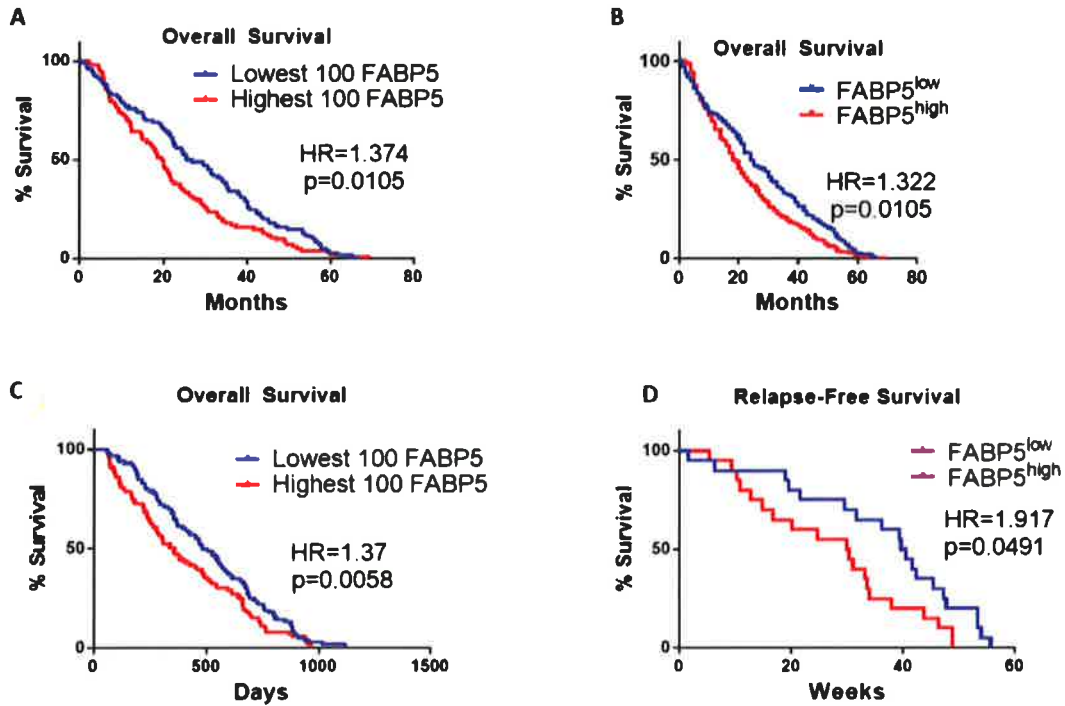 A
Overall Survival
Lowest 100 FABP5
Highest 100 FABP5
HR=1.374
p=0.0105
% Survival
100
50
0
0 20 40 60 80
Months
B
Overall Survival
FABP5low
FABP5high
HR=1.322
p=0.0105
% Survival
100
50
0
0 20 40 60 80
Months
C
Overall Survival
Lowest 100 FABP5
Highest 100 FABP5
HR=1.37
p=0.0058
% Survival
100
50
0
0 500 1000 1500
Days
D
Relapse-Free Survival
FABP5low
FABP5high
HR=1.917
p=0.0491
% Survival
100
50
0
0 20 40 60
Weeks